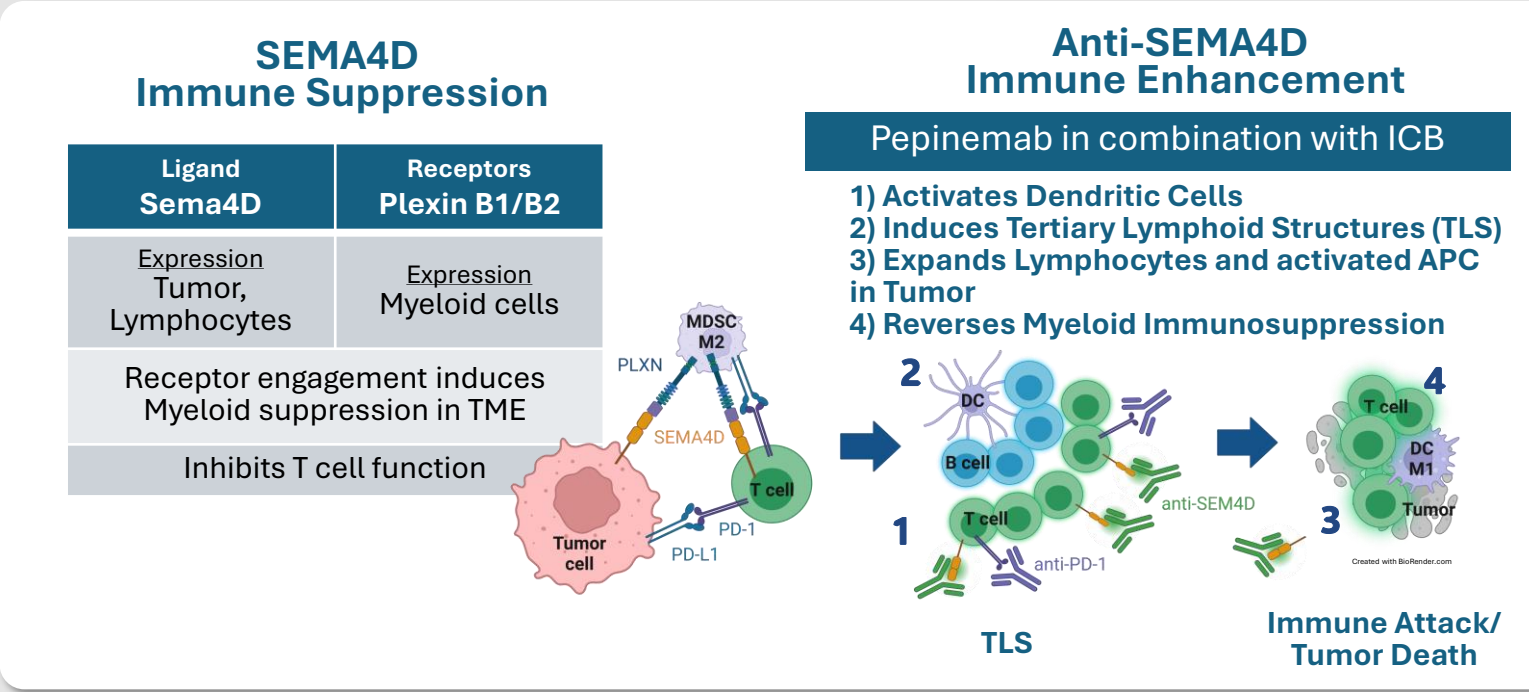 SEMA4D
Immune Suppression
Ligand
Sema4D
Receptors
Plexin B1/B2
Expression
Tumor,
Lymphocytes
Expression
Myeloid cells
Receptor engagement induces
Myeloid suppression in TME
Inhibits T cell function
MDSC
M2
PLXN
SEMA4D
T cell
Tumor
cell
PD-1
PD-L1
Anti-SEMA4D
Immune Enhancement
Pepinemab in combination with ICB
1) Activates Dendritic Cells
2) Induces Tertiary Lymphoid Structures (TLS)
3) Expands Lymphocytes and activated APC
in Tumor
4) Reverses Myeloid Immunosuppression
2
DC
B cell
anti-SEM4D
1
T cell
anti-PD-1
TLS
4
T cell
DC
M1
3
Tumor
Created with BioRender.com
Immune Attack/
Tumor Death